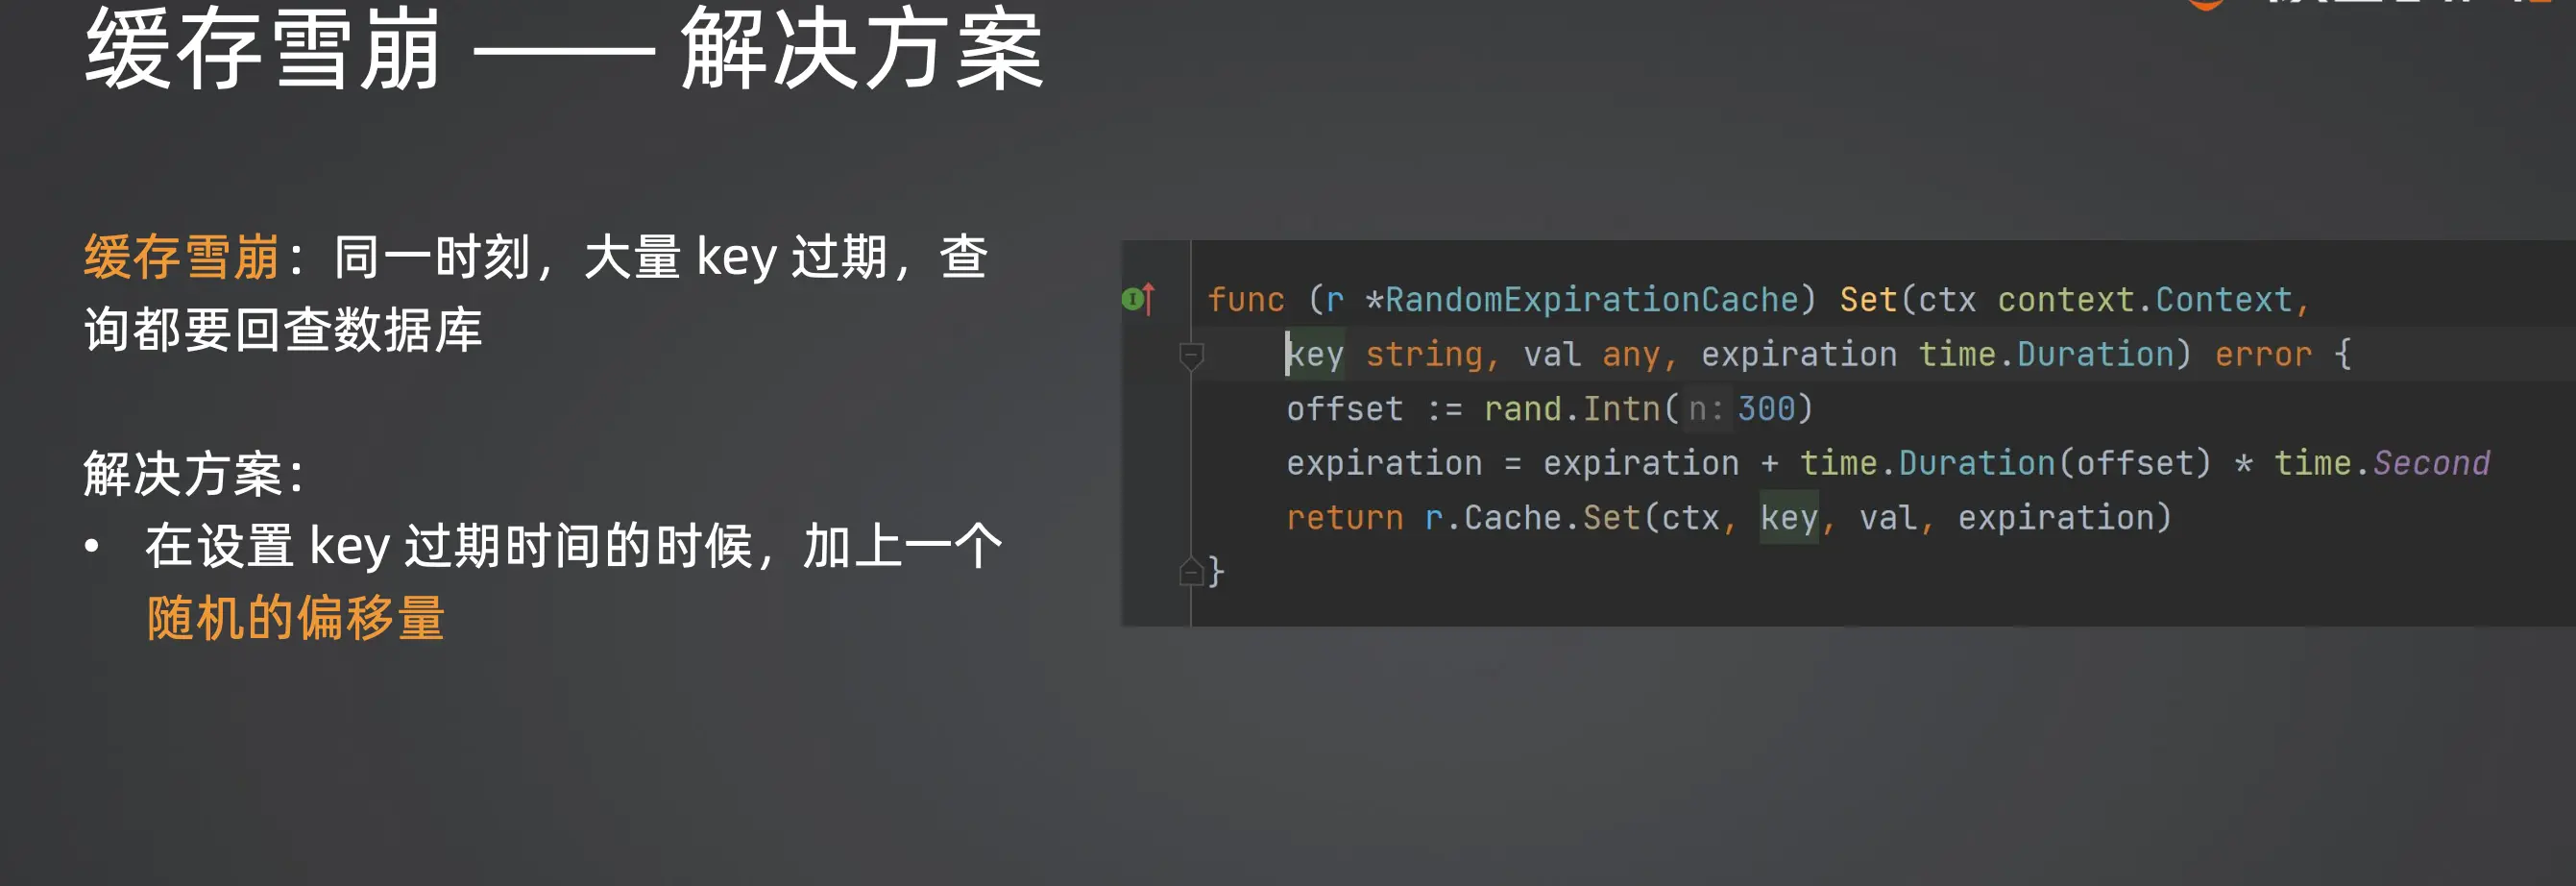 缓存雪崩 —— 解决方案
缓存雪崩：同一时刻，大量 key 过期，查
询都要回查数据库
解决方案：
• 在设置 key 过期时间的时候，加上一个
随机的偏移量
func (r *RandomExpirationCache) Set(ctx context.Context,
key string, val any, expiration time.Duration) error {
offset := rand.Intn( n: 300)
expiration = expiration + time.Duration(offset) * time.Second
return r.Cache.Set(ctx, key, val, expiration)
}